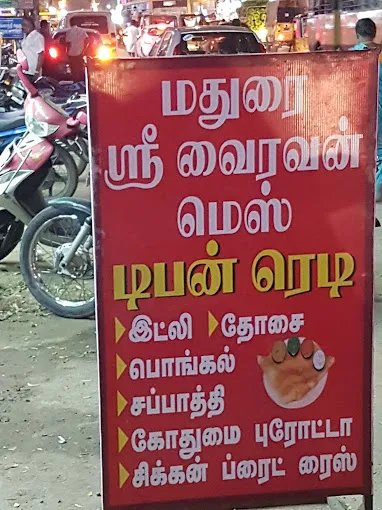 மதுரை
ஸ்ரீ வைரவன்
மெஸ்
டிபன் ரெடி
இட்லி தோசை
பொங்கல்
சப்பாத்தி
கோதுமை புரோட்டா
சிக்கன் ப்ரைட் ரைஸ்